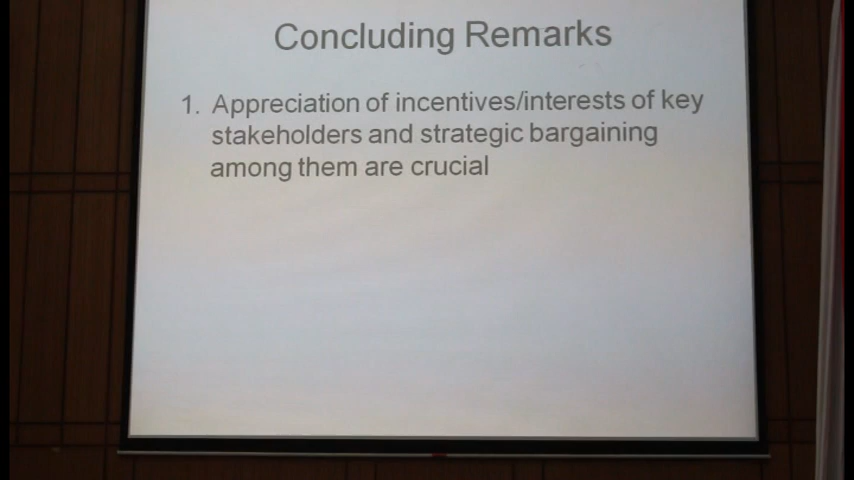 Concluding Remarks
1. Appreciation of incentives/interests of key
stakeholders and strategic bargaining
among them are crucial